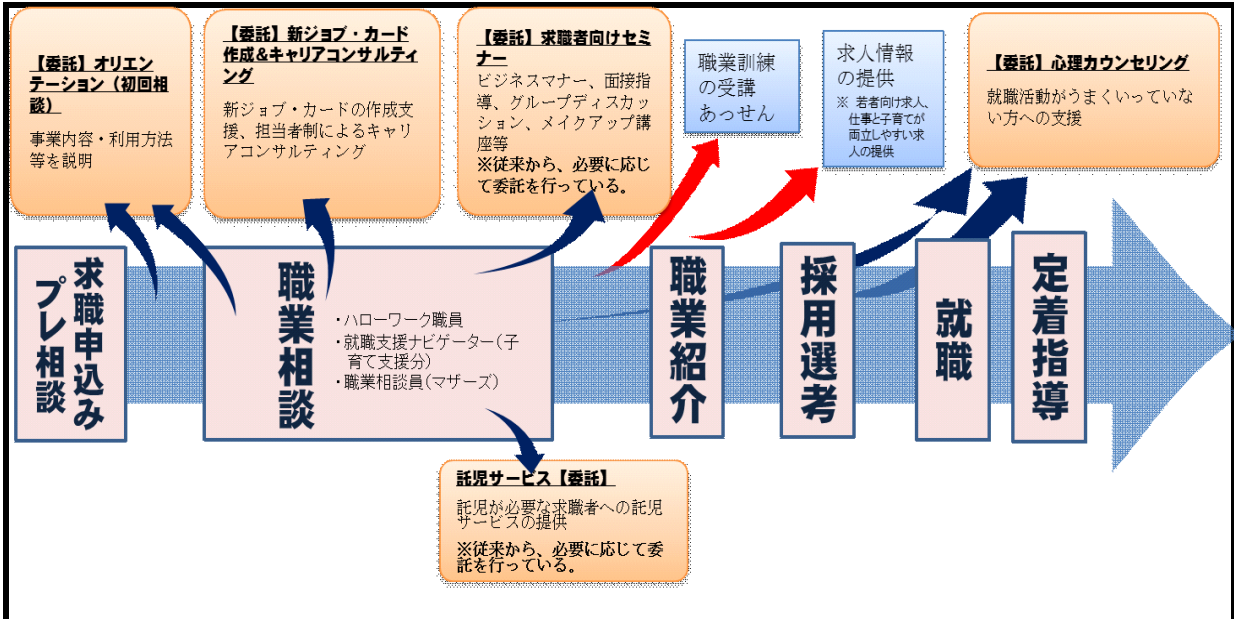 【委託】オリエン
テーション（初回相
談）
事業内容・利用方法
等を説明
【委託】新ジョブ・カード
作成&キャリアコンサルティ
ング
新ジョブ・カードの作成支
援、担当者制によるキャリ
アコンサルティング
【委託】求職者向けセミ
ナー
ビジネスマナー、面接指
導、グループディスカッ
ション、メイクアップ講
座等
※従来から、必要に応じ
て委託を行っている。
職業訓練
の受講
あっせん
求人情報
の提供
※ 若者向け求人、
仕事と子育てが
両立しやすい求
人の提供
【委託】心理カウンセリング
就職活動がうまくいっていな
い方への支援
求職申込み
プレ相談
職業相談
・ハローワーク職員
・就職支援ナビゲーター(子
育て支援分)
・職業相談員(マザーズ)
職業紹介
採用選考
就職
定着指導
託児サービス【委託】
託児が必要な求職者への託児
サービスの提供
※従来から、必要に応じて委
託を行っている。